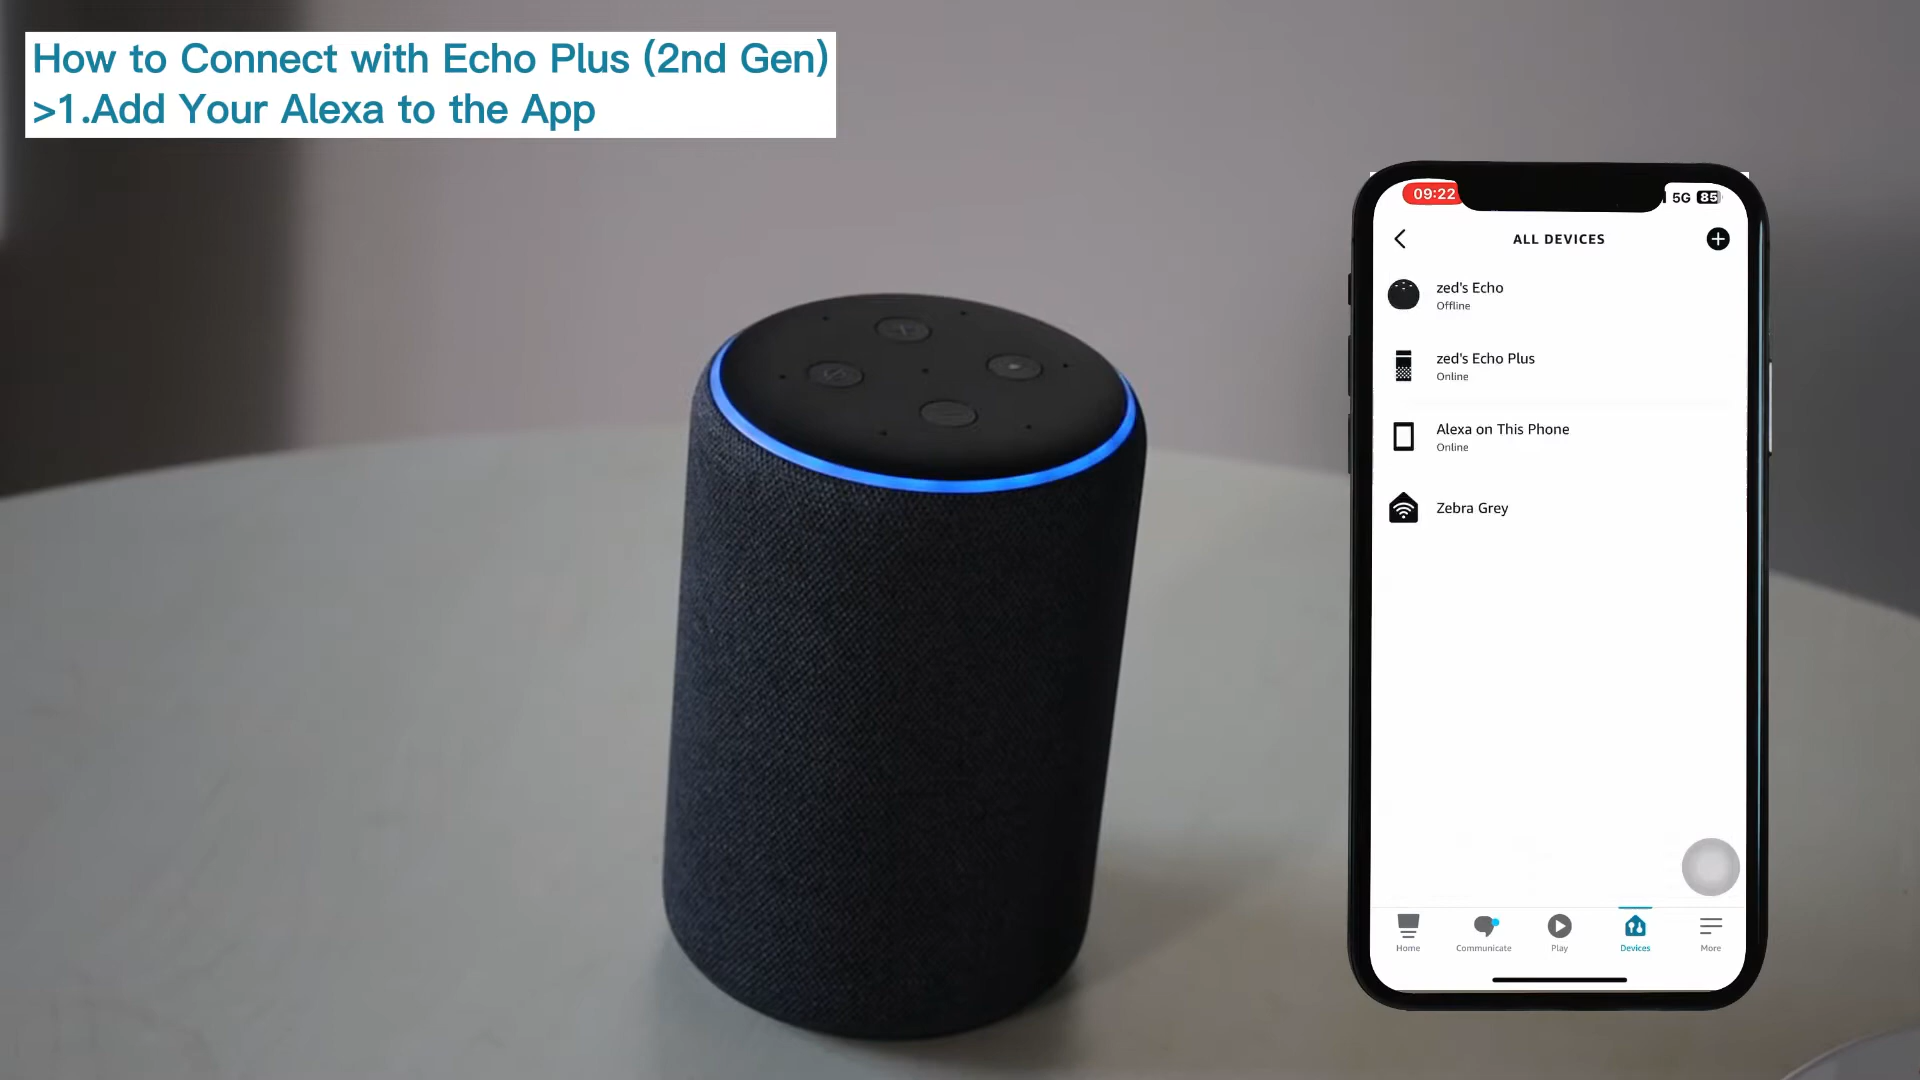 How to Connect with Echo Plus (2nd Gen)
>1.Add Your Alexa to the App
09:22
5G 85
ALL DEVICES
zed's Echo
Offline
zed's Echo Plus
Online
Alexa on This Phone
Online
Zebra Grey
Home
Communicate
Play
Devices
More